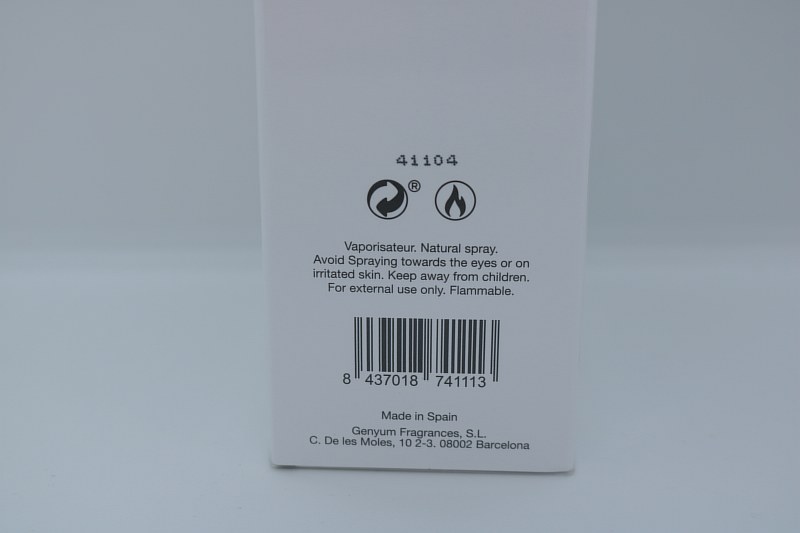 41104
®
Vaporisateur. Natural spray.
Avoid Spraying towards the eyes or on
irritated skin. Keep away from children.
For external use only. Flammable.
8 437018 741113
Made in Spain
Genyum Fragrances, S.L.
C. De les Moles, 10 2-3. 08002 Barcelona